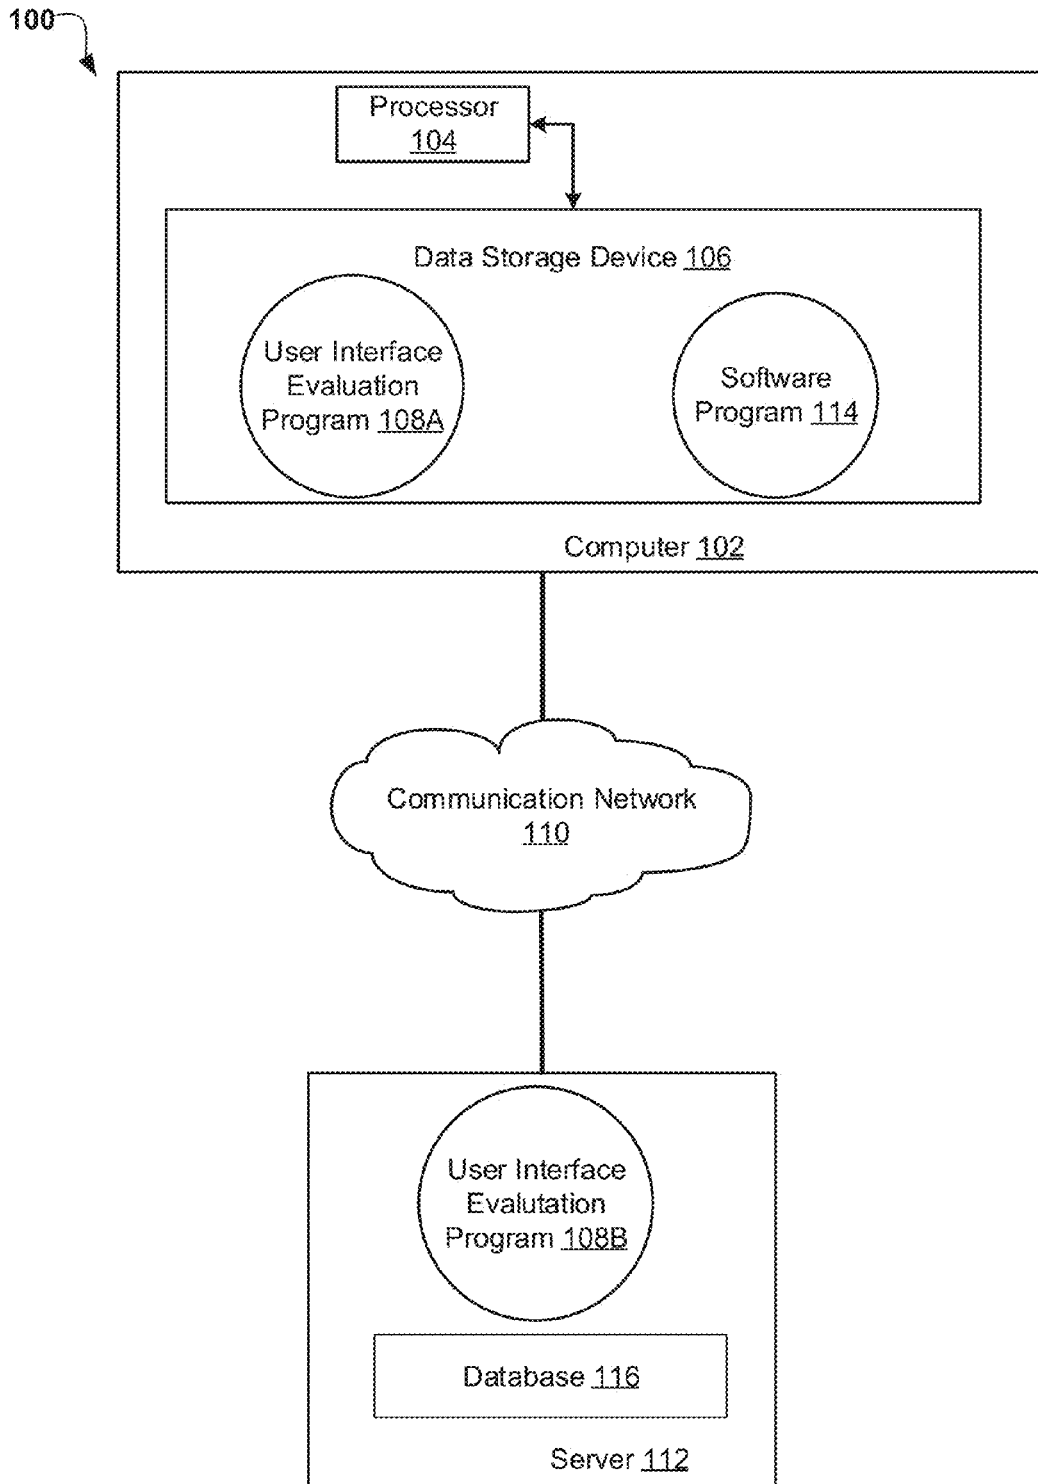 100
Processor
104
Data Storage Device 106
User Interface
Evaluation
Program 108A
Software
Program 114
Computer 102
Communication Network
110
User Interface
Evalutation
Program 108B
Database 116
Server 112